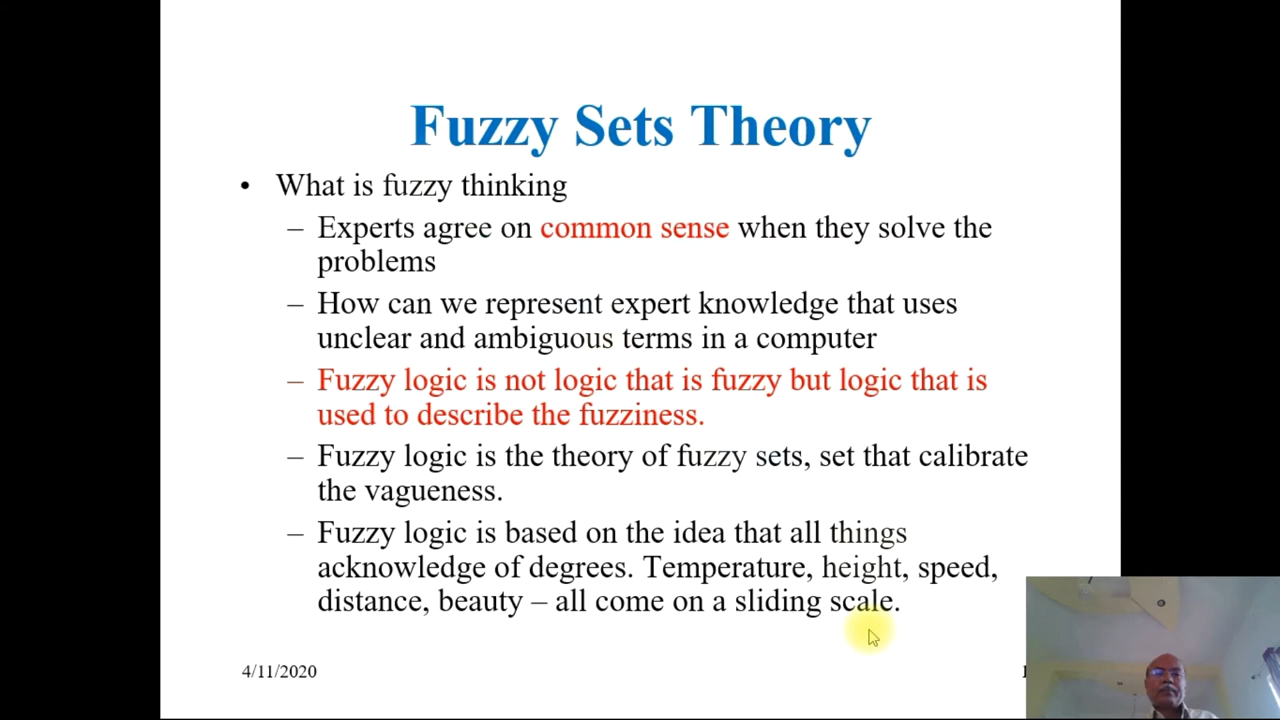 Fuzzy Sets Theory
• What is fuzzy thinking
– Experts agree on common sense when they solve the
problems
– How can we represent expert knowledge that uses
unclear and ambiguous terms in a computer
– Fuzzy logic is not logic that is fuzzy but logic that is
used to describe the fuzziness.
– Fuzzy logic is the theory of fuzzy sets, set that calibrate
the vagueness.
– Fuzzy logic is based on the idea that all things
acknowledge of degrees. Temperature, height, speed,
distance, beauty – all come on a sliding scale.
4/11/2020